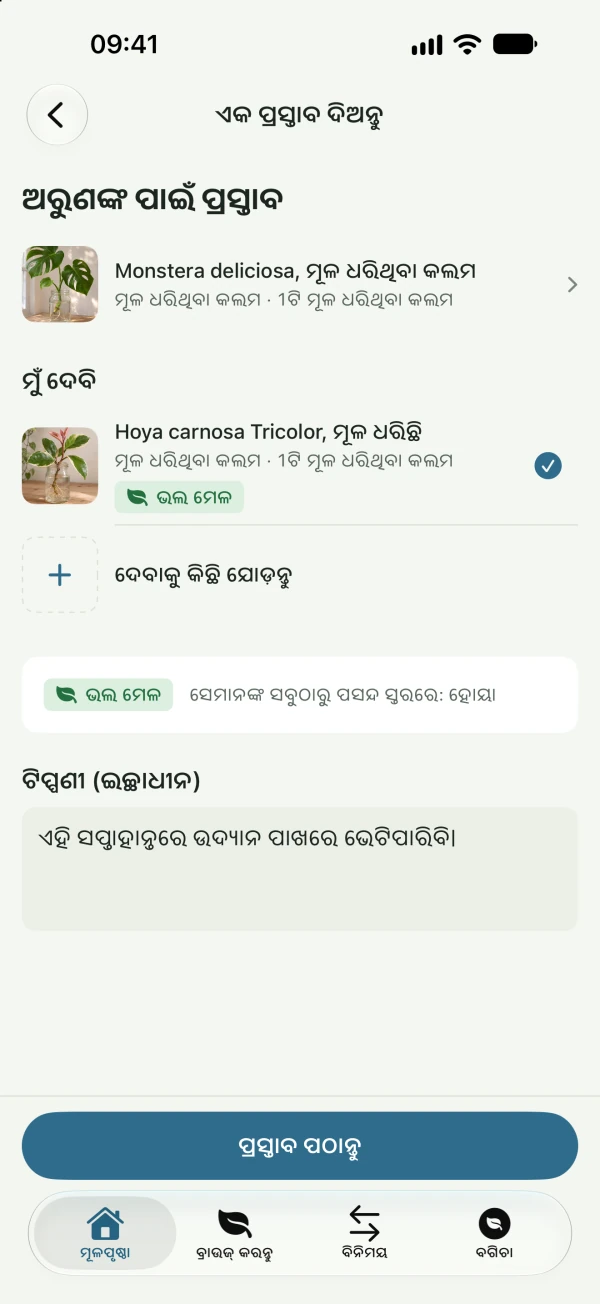 09:41
ଏକ ପ୍ରସ୍ତାବ ଦିଅନ୍ତୁ
ଅରୁଣଙ୍କ ପାଇଁ ପ୍ରସ୍ତାବ
Monstera deliciosa, ମୂଳ ଧରିଥିବା କଲମ
ମୂଳ ଧରିଥିବା କଲମ · 1ଟି ମୂଳ ଧରିଥିବା କଲମ
ମୁଁ ଦେବି
Hoya carnosa Tricolor, ମୂଳ ଧରିଛି
ମୂଳ ଧରିଥିବା କଲମ · 1ଟି ମୂଳ ଧରିଥିବା କଲମ
ଭଲ ମେଳ
ଦେବାକୁ କିଛି ଯୋଡ଼ନ୍ତୁ
ଭଲ ମେଳ ସେମାନଙ୍କ ସବୁଠାରୁ ପସନ୍ଦ ସ୍ତରରେ: ହୋୟା
ଟିପ୍ପଣୀ (ଇଚ୍ଛାଧୀନ)
ଏହି ସପ୍ତାହାନ୍ତରେ ଉଦ୍ୟାନ ପାଖରେ ଭେଟିପାରିବି।
ପ୍ରସ୍ତାବ ପଠାନ୍ତୁ
ମୂଳପୃଷ୍ଠା ବ୍ରାଉଜ୍ କରନ୍ତୁ ବିନିମୟ ବଗିଚା